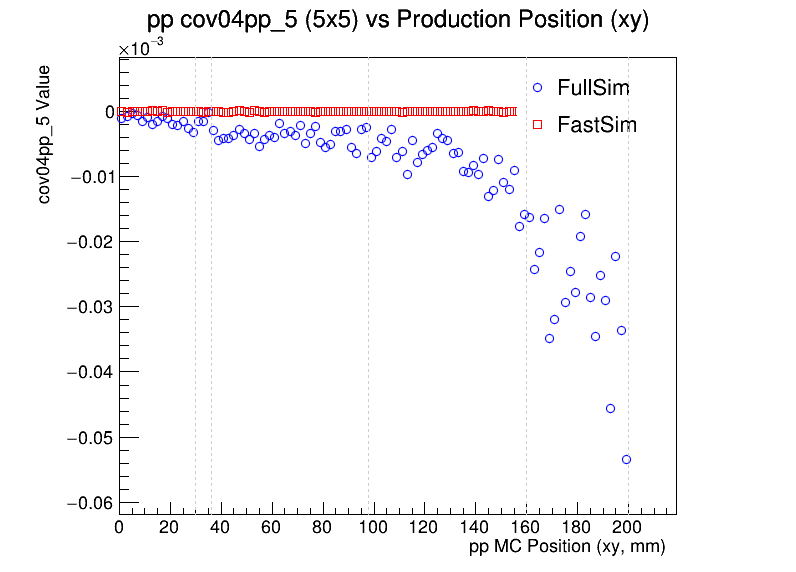 pp cov04pp_5 (5x5) vs Production Position (xy)
×10⁻³
cov04pp_5 Value
FullSim
FastSim
0
−0.01
−0.02
−0.03
−0.04
−0.05
−0.06
0 20 40 60 80 100 120 140 160 180 200
pp MC Position (xy, mm)